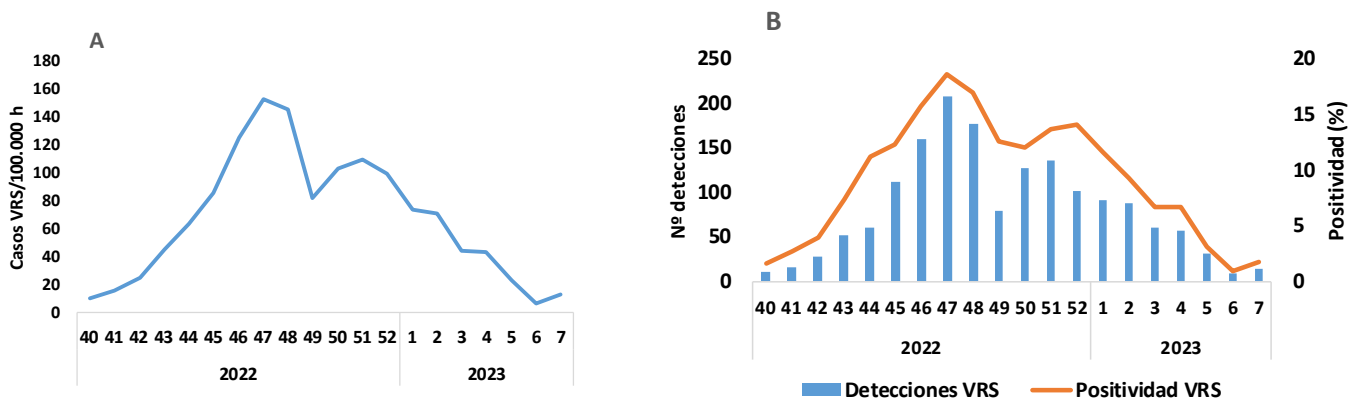 A
Casos VRS/100.000 h
180
160
140
120
100
80
60
40
20
0
40 41 42 43 44 45 46 47 48 49 50 51 52 1 2 3 4 5 6 7
2022 2023
B
Nº detecciones
250
200
150
100
50
0
20
15
10
5
0
Positividad (%)
40 41 42 43 44 45 46 47 48 49 50 51 52 1 2 3 4 5 6 7
2022 2023
Detecciones VRS Positividad VRS